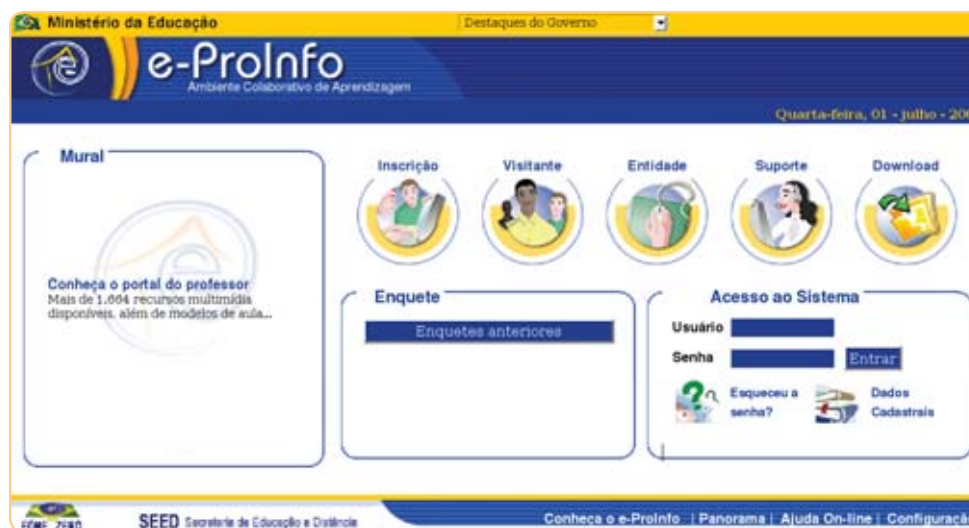 Ministério da Educação
Destaques do Governo
e-ProInfo
Ambiente Colaborativo de Aprendizagem
Quarta-feira, 01 - julho - 200
Mural
Inscrição
Visitante
Entidade
Suporte
Download
Conheça o portal do professor
Mais de 1.664 recursos multimídia
disponíveis, além de modelos de aula...
Enquete
Enquetes anteriores
Acesso ao Sistema
Usuário
Senha
Entrar
Esqueceu a
senha?
Dados
Cadastrais
FOME ZERO
SEED Secretaria de Educação a Distância
Conheça o e-ProInfo | Panorama | Ajuda On-line | Configuraçã